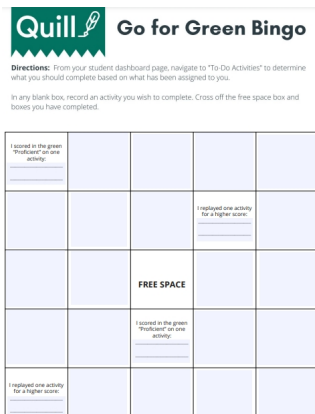 Quill
Go for Green Bingo
Directions: From your student dashboard page, navigate to "To-Do Activities" to determine
what you should complete based on what has been assigned to you.
In any blank box, record an activity you wish to complete. Cross off the free space box and
boxes you have completed.
I scored in the green
"Proficient" on one
activity:
I replayed one activity
for a higher score:
FREE SPACE
I scored in the green
"Proficient" on one
activity:
I replayed one activity
for a higher score: